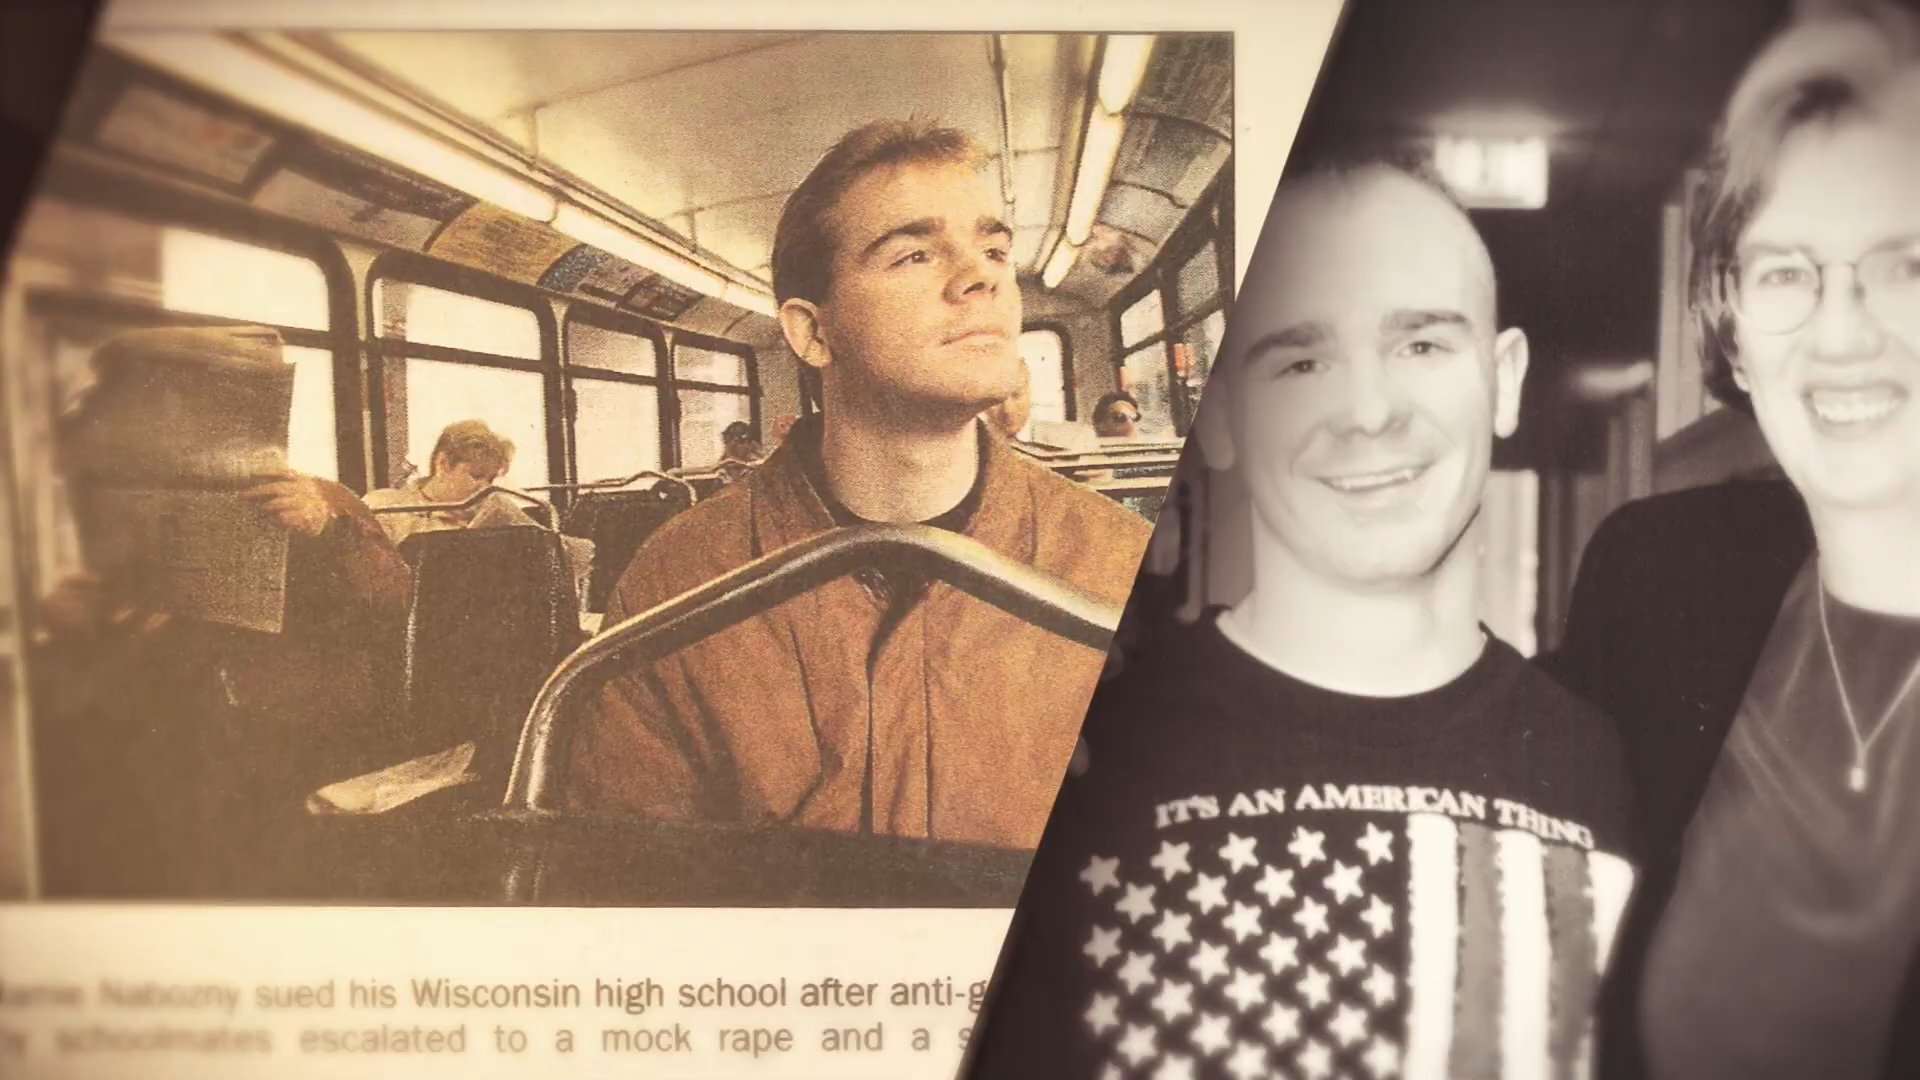 Nabozny sued his Wisconsin high school after anti-g
schoolmates escalated to a mock rape and a s
IT'S AN AMERICAN THING